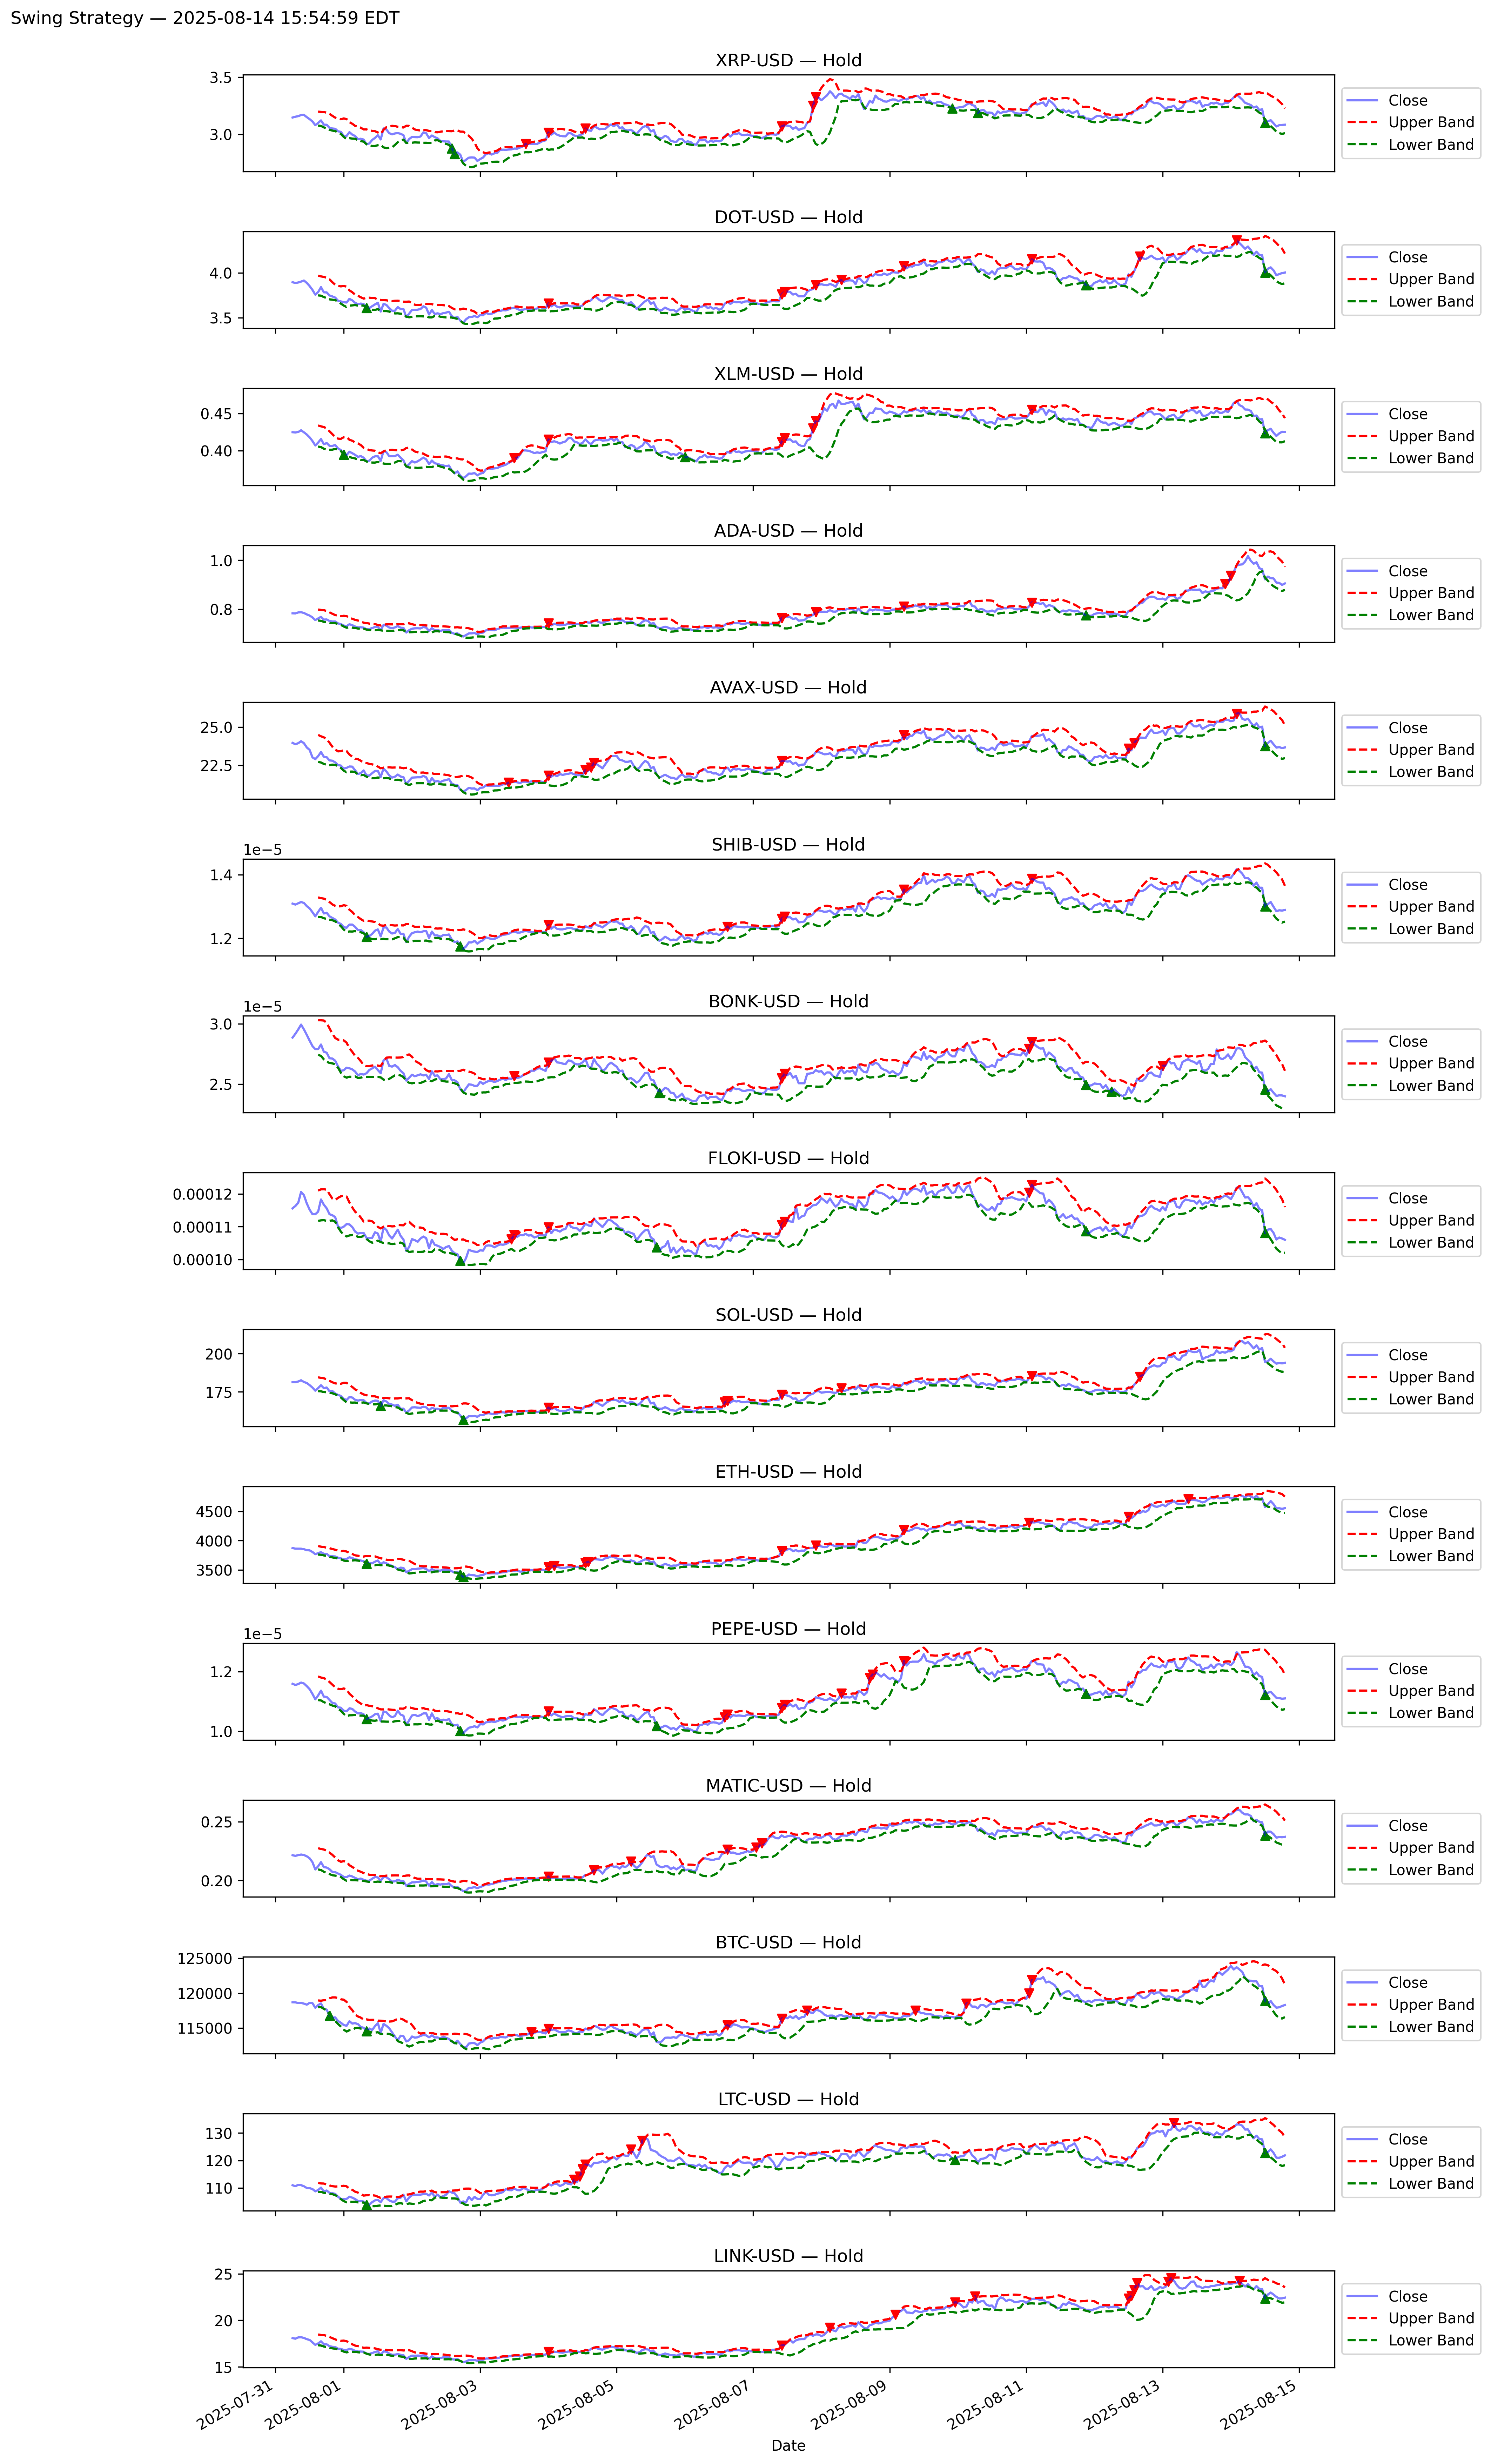 Swing Strategy — 2025-08-14 15:54:59 EDT
XRP-USD — Hold
3.5
3.0
Close
Upper Band
Lower Band
DOT-USD — Hold
4.0
3.5
Close
Upper Band
Lower Band
XLM-USD — Hold
0.45
0.40
Close
Upper Band
Lower Band
ADA-USD — Hold
1.0
0.8
Close
Upper Band
Lower Band
AVAX-USD — Hold
25.0
22.5
Close
Upper Band
Lower Band
SHIB-USD — Hold
1e−5
1.4
1.2
Close
Upper Band
Lower Band
BONK-USD — Hold
1e−5
3.0
2.5
Close
Upper Band
Lower Band
FLOKI-USD — Hold
0.00012
0.00011
0.00010
Close
Upper Band
Lower Band
SOL-USD — Hold
200
175
Close
Upper Band
Lower Band
ETH-USD — Hold
4500
4000
3500
Close
Upper Band
Lower Band
PEPE-USD — Hold
1e−5
1.2
1.0
Close
Upper Band
Lower Band
MATIC-USD — Hold
0.25
0.20
Close
Upper Band
Lower Band
BTC-USD — Hold
125000
120000
115000
Close
Upper Band
Lower Band
LTC-USD — Hold
130
120
110
Close
Upper Band
Lower Band
LINK-USD — Hold
25
20
15
Close
Upper Band
Lower Band
2025-07-31
2025-08-01
2025-08-03
2025-08-05
2025-08-07
2025-08-09
2025-08-11
2025-08-13
2025-08-15
Date